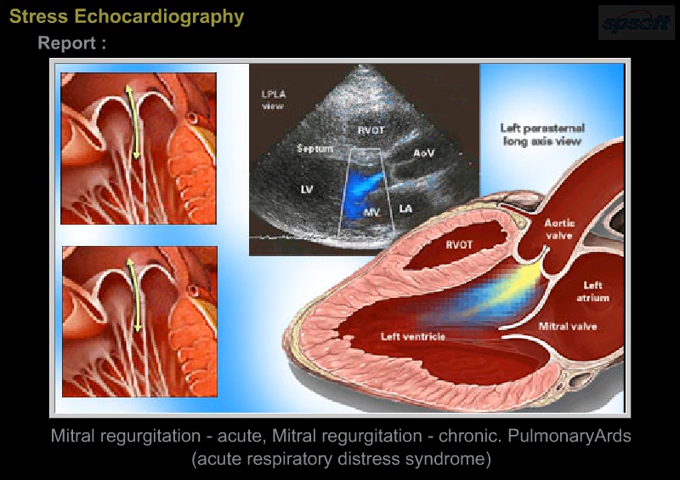 Stress Echocardiography
spsoft
Report :
LPLA
view
RVOT
Septum
AoV
LV
LA
MV
Left parasternal
long axis view
Aortic
valve
RVOT
Left
atrium
Mitral valve
Left ventricle
Mitral regurgitation - acute, Mitral regurgitation - chronic. PulmonaryArds
(acute respiratory distress syndrome)